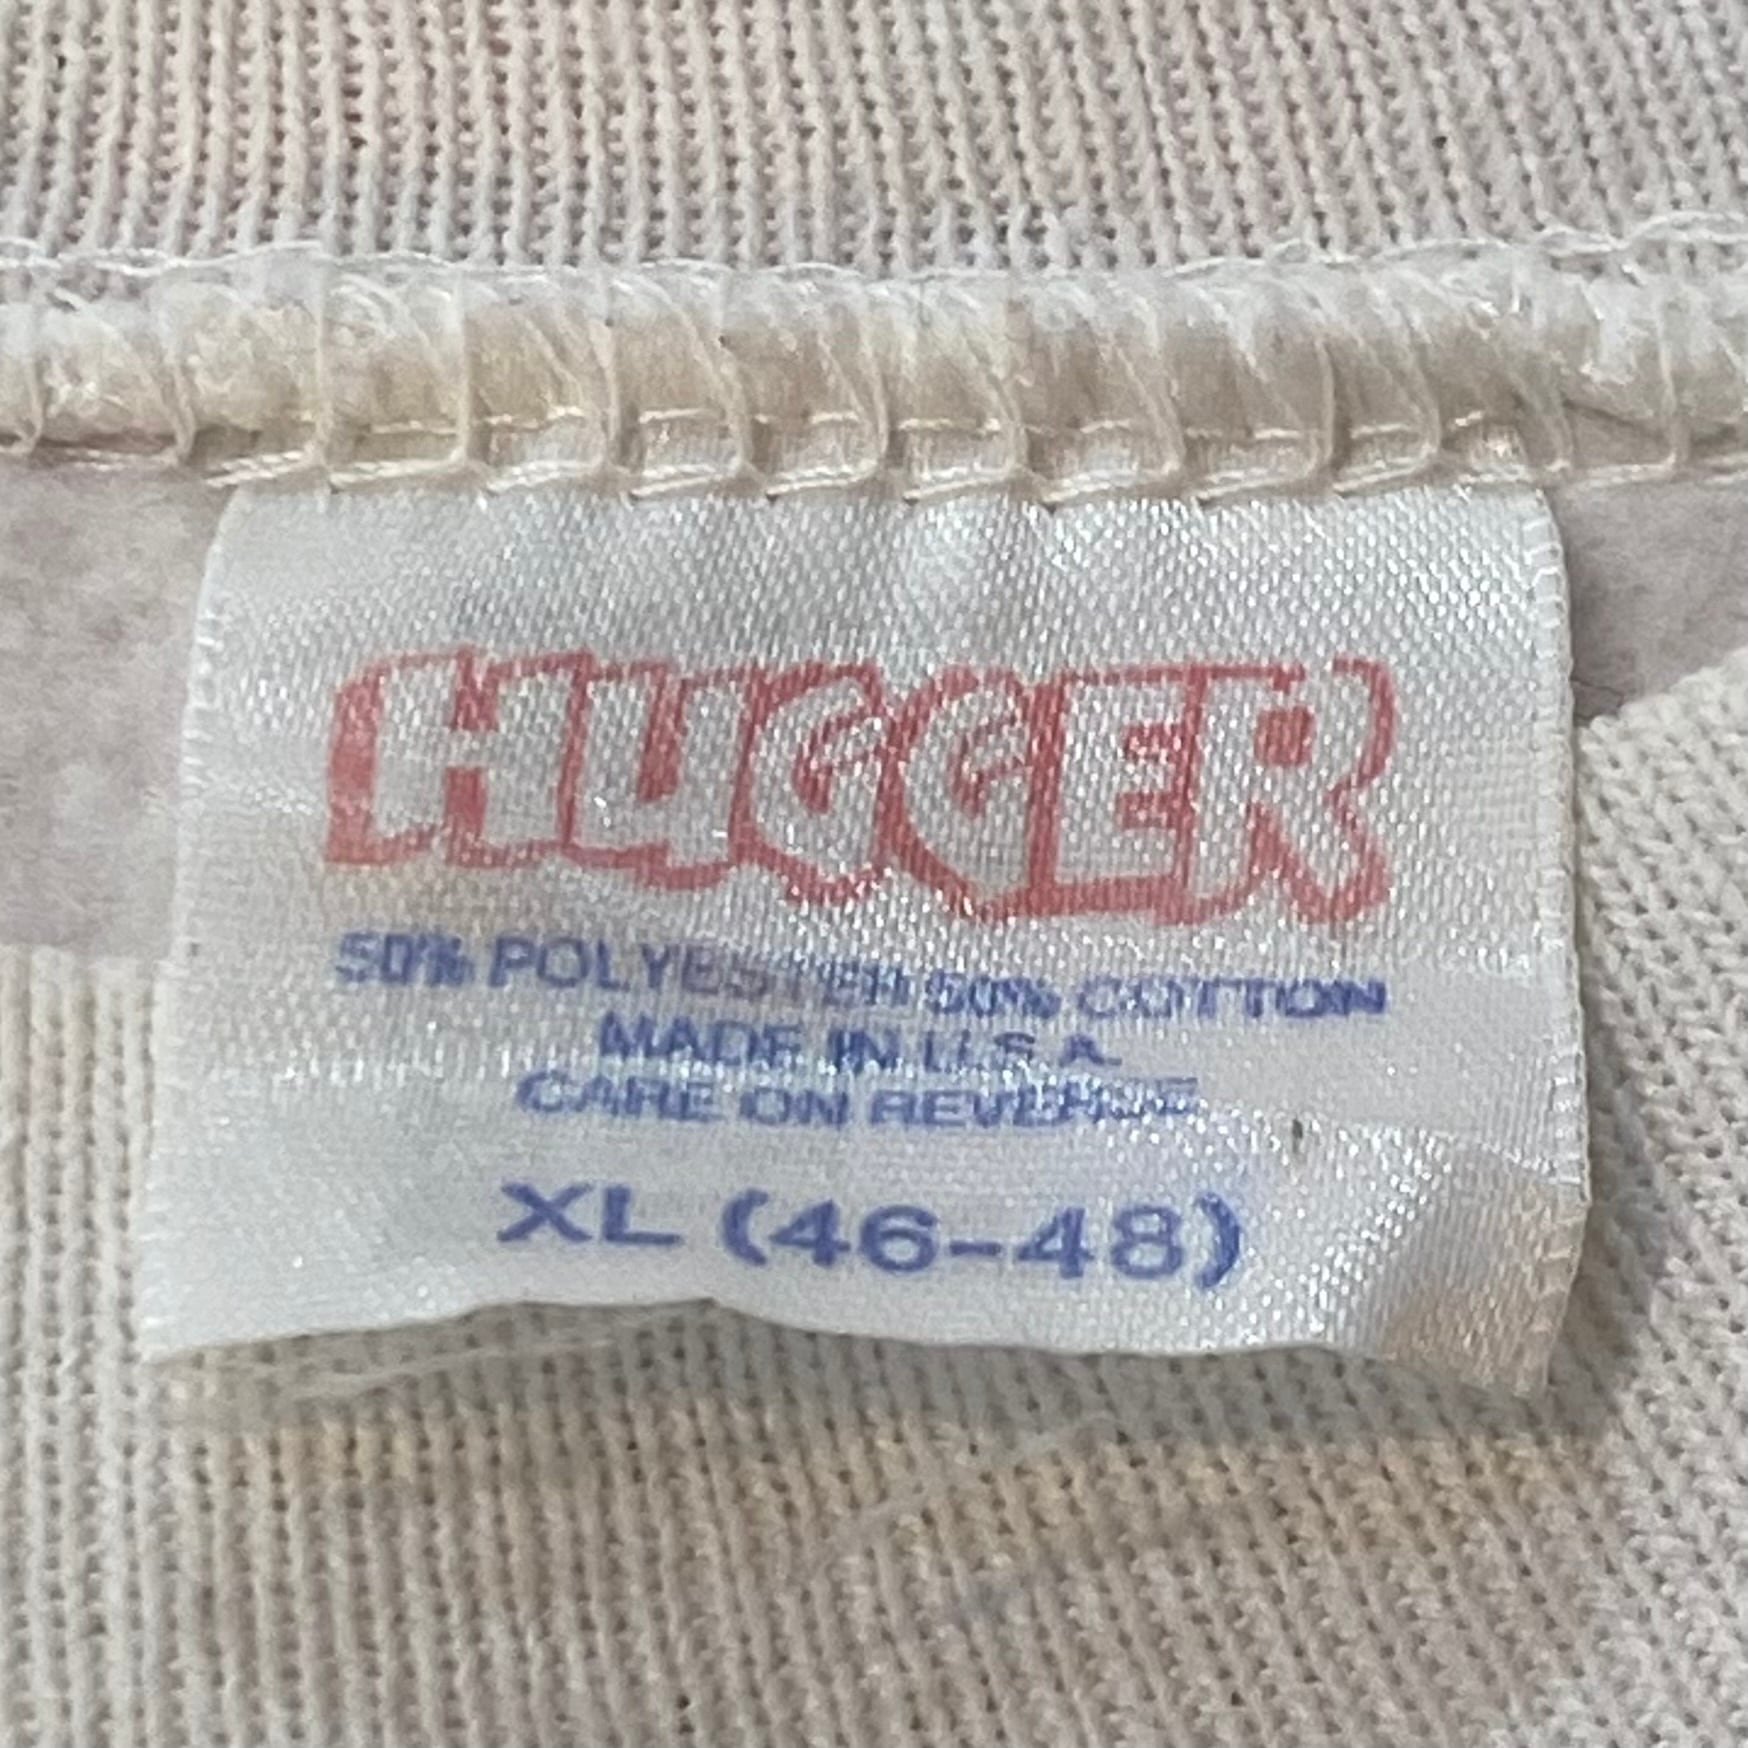 HUGGER
50% POLYESTER 50% COTTON
MADE IN U.S.A.
CARE ON REVERSE
XL (46-48)